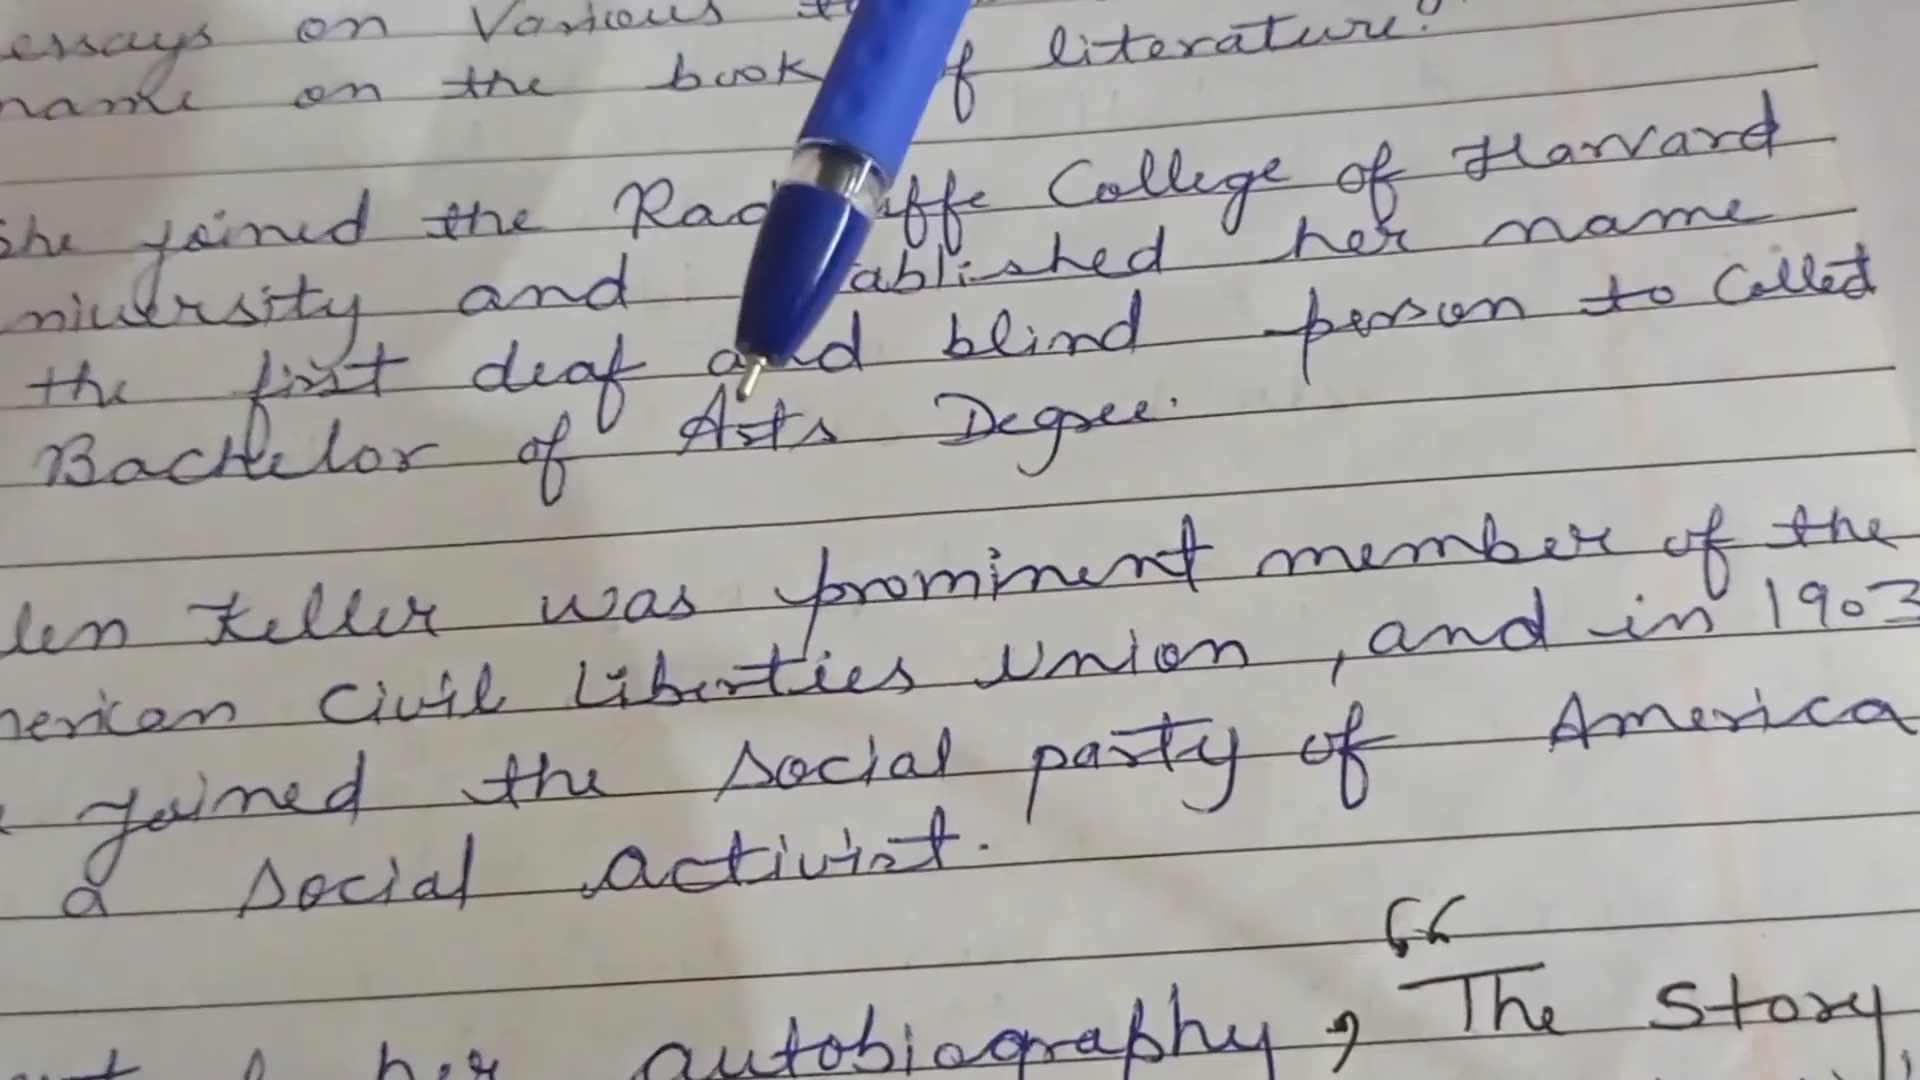 essays on Various
name on the book of literature.
She joined the Rad iffe College of Harvard
niversity and ablished her name
the first deaf and blind person to Called
Bachelor of Arts Degree.
len Keller was prominent member of the
merican Civil Liberties Union, and in 1903
joined the social party of America
a social activist.
her autobiography, "The Story